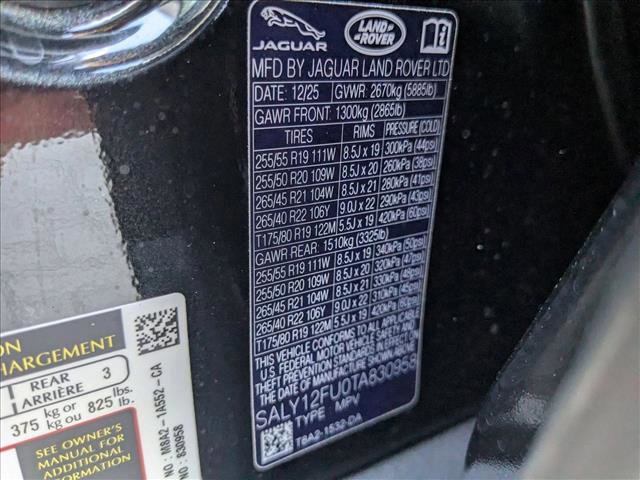 JAGUAR
LAND ROVER
MFD BY JAGUAR LAND ROVER LTD
DATE: 12/25 GVWR: 2670kg (5885lb)
GAWR FRONT: 1300kg (2865lb)
TIRES RIMS PRESSURE (COLD)
255/55 R19 111W 8.5J x 19 300kPa (44psi)
255/50 R20 109W 8.5J x 20 260kPa (38psi)
265/45 R21 104W 8.5J x 21 280kPa (41psi)
265/40 R22 106Y 9.0J x 22 290kPa (43psi)
T175/80 R19 122M 5.5J x 19 420kPa (60psi)
GAWR REAR: 1510kg (3325lb)
255/55 R19 111W 8.5J x 19 340kPa (50psi)
255/50 R20 109W 8.5J x 20 320kPa (47psi)
265/45 R21 104W 8.5J x 21 330kPa (48psi)
265/40 R22 106Y 9.0J x 22 310kPa (45psi)
T175/80 R19 122M 5.5J x 19 420kPa (60psi)
THIS VEHICLE CONFORMS TO ALL APPLICABLE
U.S. FEDERAL MOTOR VEHICLE SAFETY AND
THEFT PREVENTION STANDARDS IN EFFECT ON
THE DATE OF MANUFACTURE SHOWN ABOVE.
SALY12FU0TA830958
TYPE: MPV
T8A2-1532-DA
ON
CHARGEMENT
REAR
ARRIÈRE 3
375 kg or
kg ou 825 lbs.
lb.
SEE OWNER'S
MANUAL FOR
ADDITIONAL
INFORMATION
P/N - M8A2 - 1A552 - CA
S/N - 830958